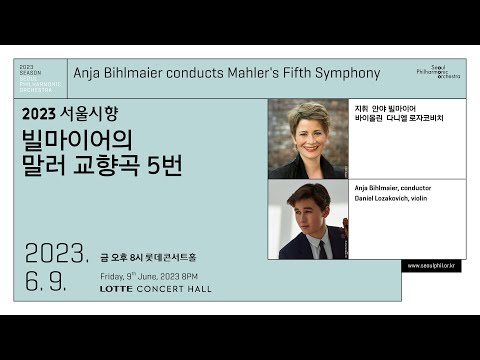 2023
SEASON
SEOUL
PHILHARMONIC
ORCHESTRA
Anja Bihlmaier conducts Mahler's Fifth Symphony
Seoul
Philharmonic
Orchestra
2023 서울시향
빌마이어의
말러 교향곡 5번
지휘 안야 빌마이어
바이올린 다니엘 로자코비치
Anja Bihlmaier, conductor
Daniel Lozakovich, violin
2023.
6. 9.
금 오후 8시 롯데콘서트홀
Friday, 9th June, 2023 8PM
LOTTE CONCERT HALL
www.seoulphil.or.kr